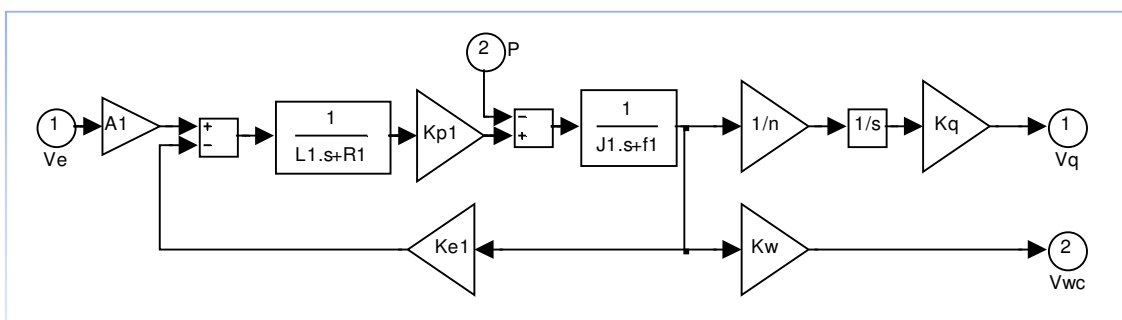 2
P
1
Ve
A1
+
−
1
L1.s+R1
Kp1
−
+
1
J1.s+f1
1/n
1/s
Kq
1
Vq
Ke1
Kw
2
Vwc